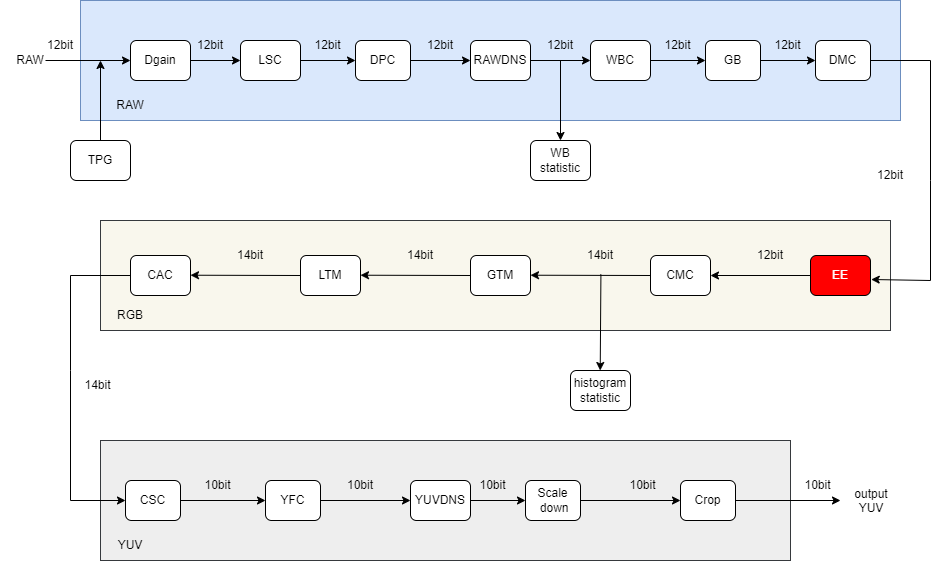 RAW
12bit
Dgain
12bit
LSC
12bit
DPC
12bit
RAWDNS
12bit
WBC
12bit
GB
12bit
DMC
RAW
TPG
WB
statistic
12bit
CAC
14bit
LTM
14bit
GTM
14bit
CMC
12bit
EE
RGB
histogram
statistic
14bit
CSC
10bit
YFC
10bit
YUVDNS
10bit
Scale
down
10bit
Crop
10bit
output
YUV
YUV